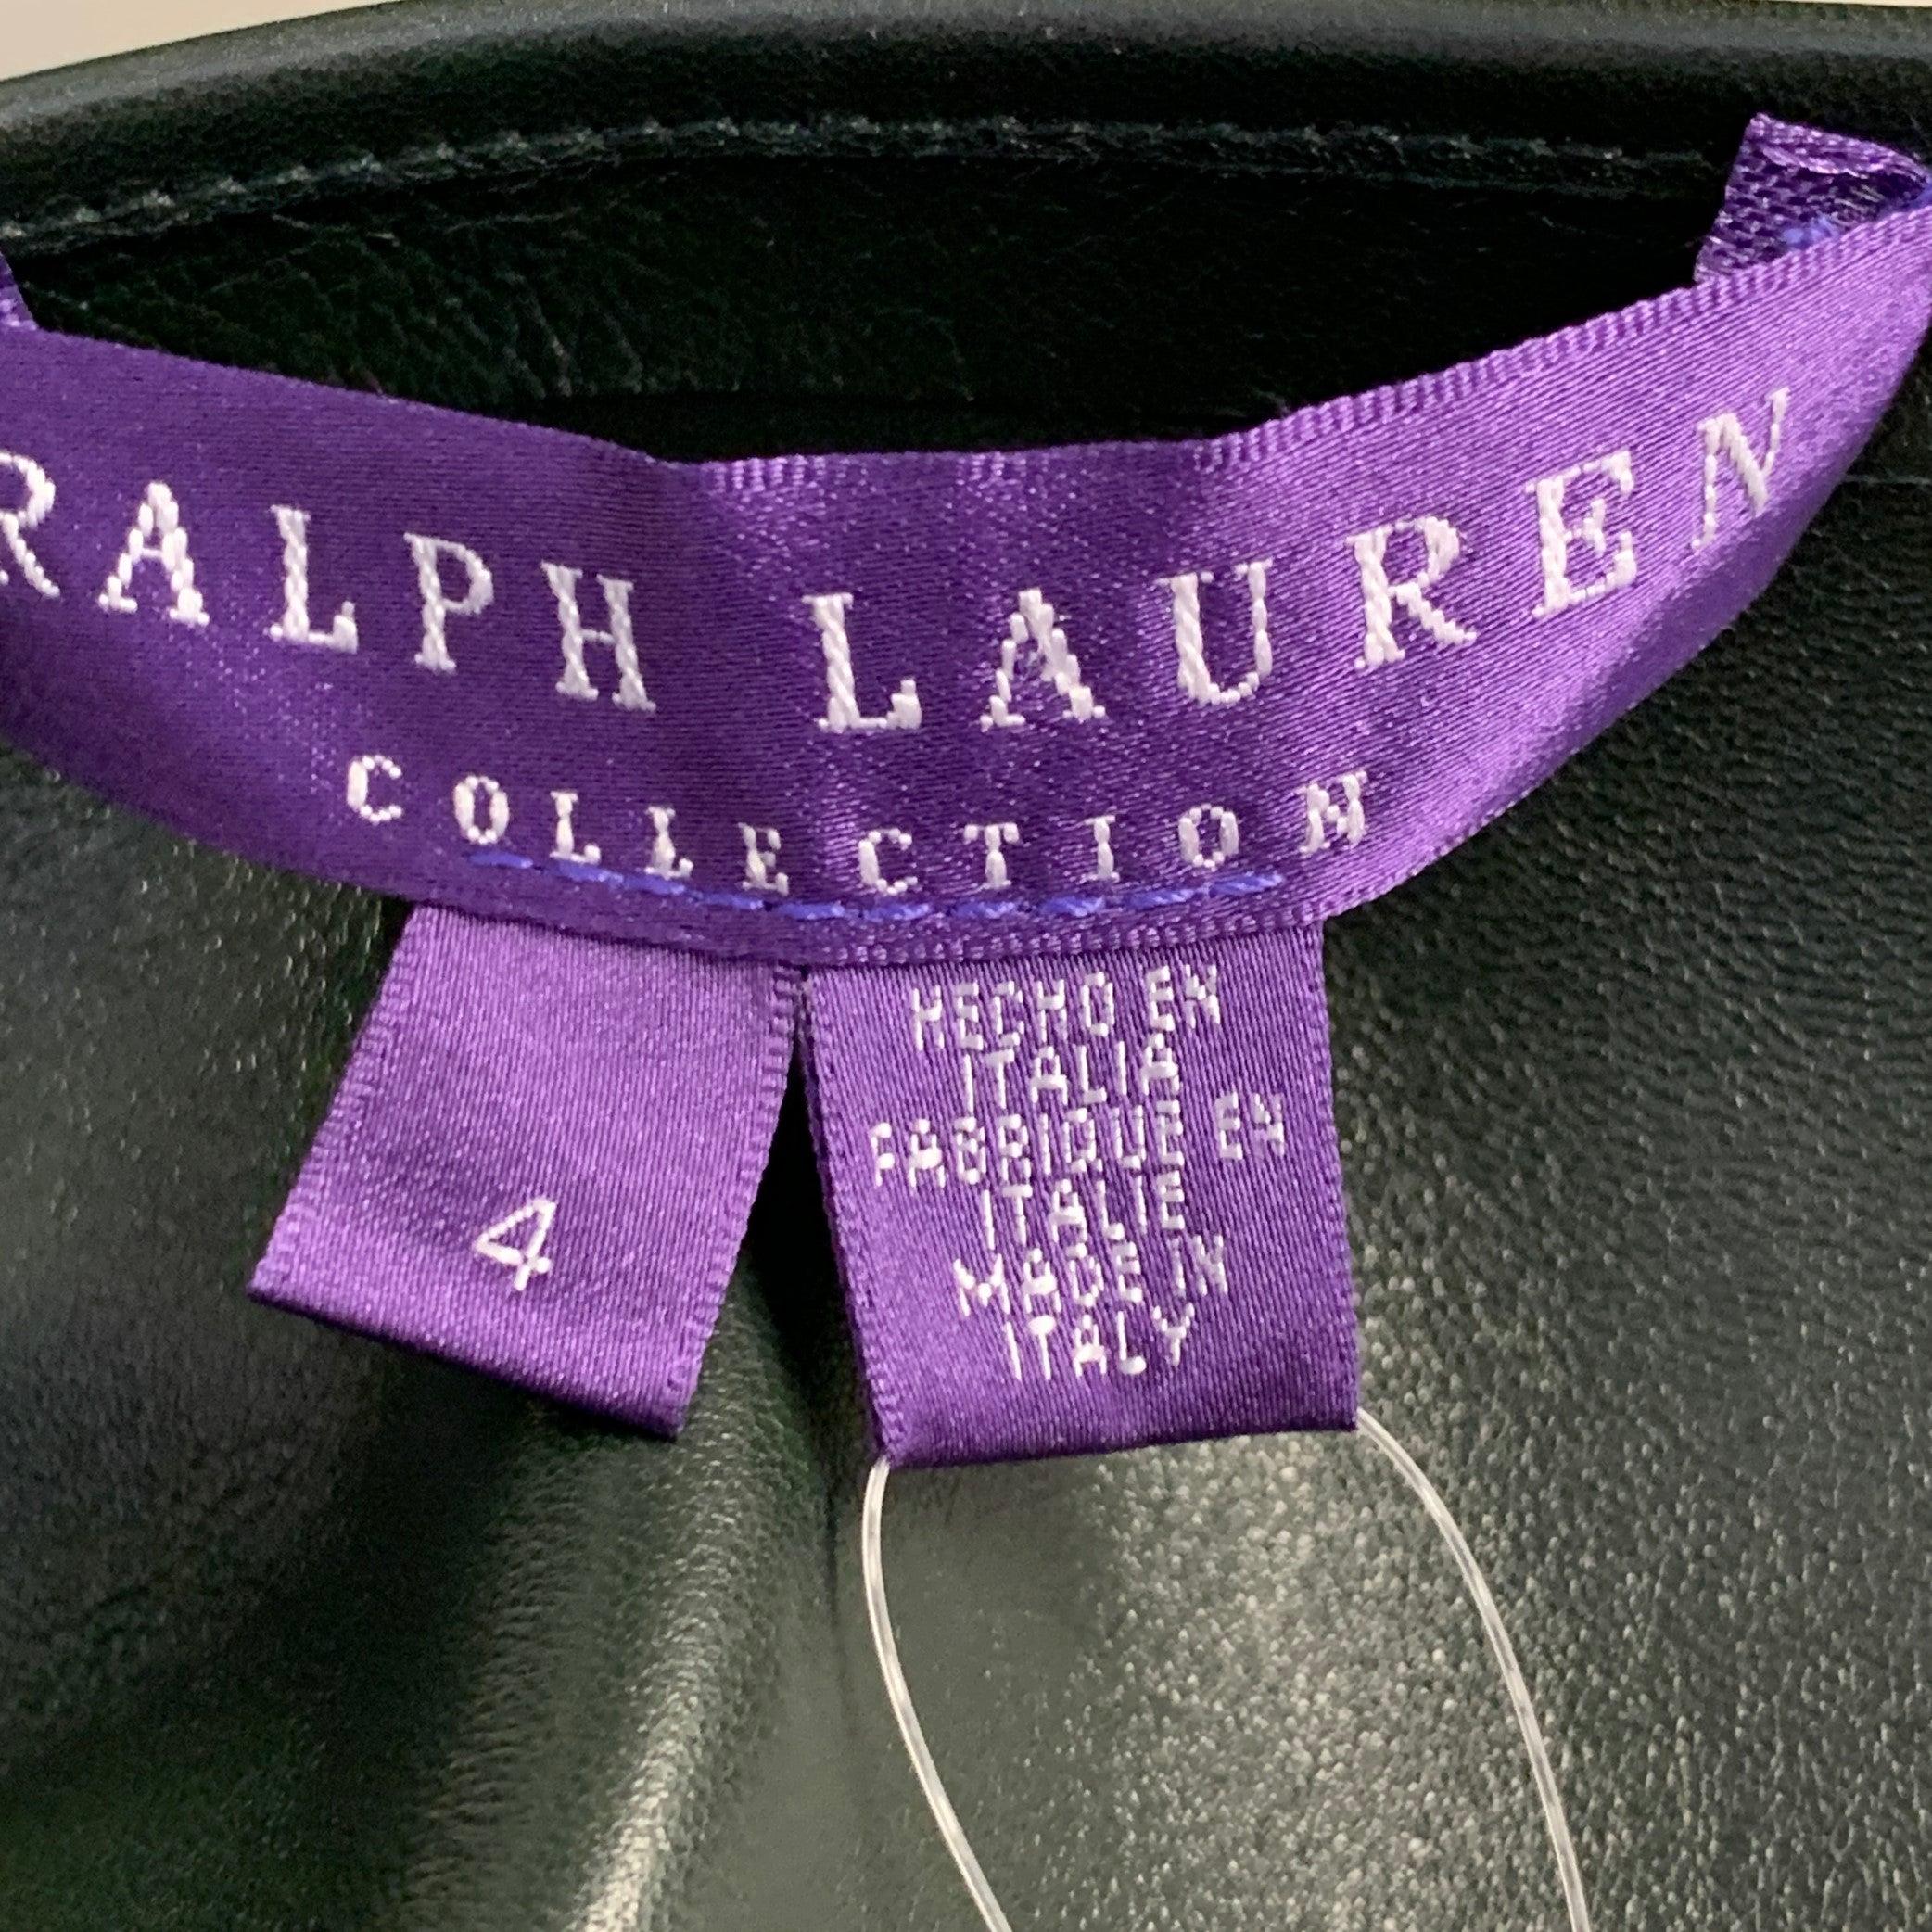 RALPH LAUREN
COLLECTION
4
HECHO EN
ITALIA
FABRIQUE EN
ITALIE
MADE IN
ITALY